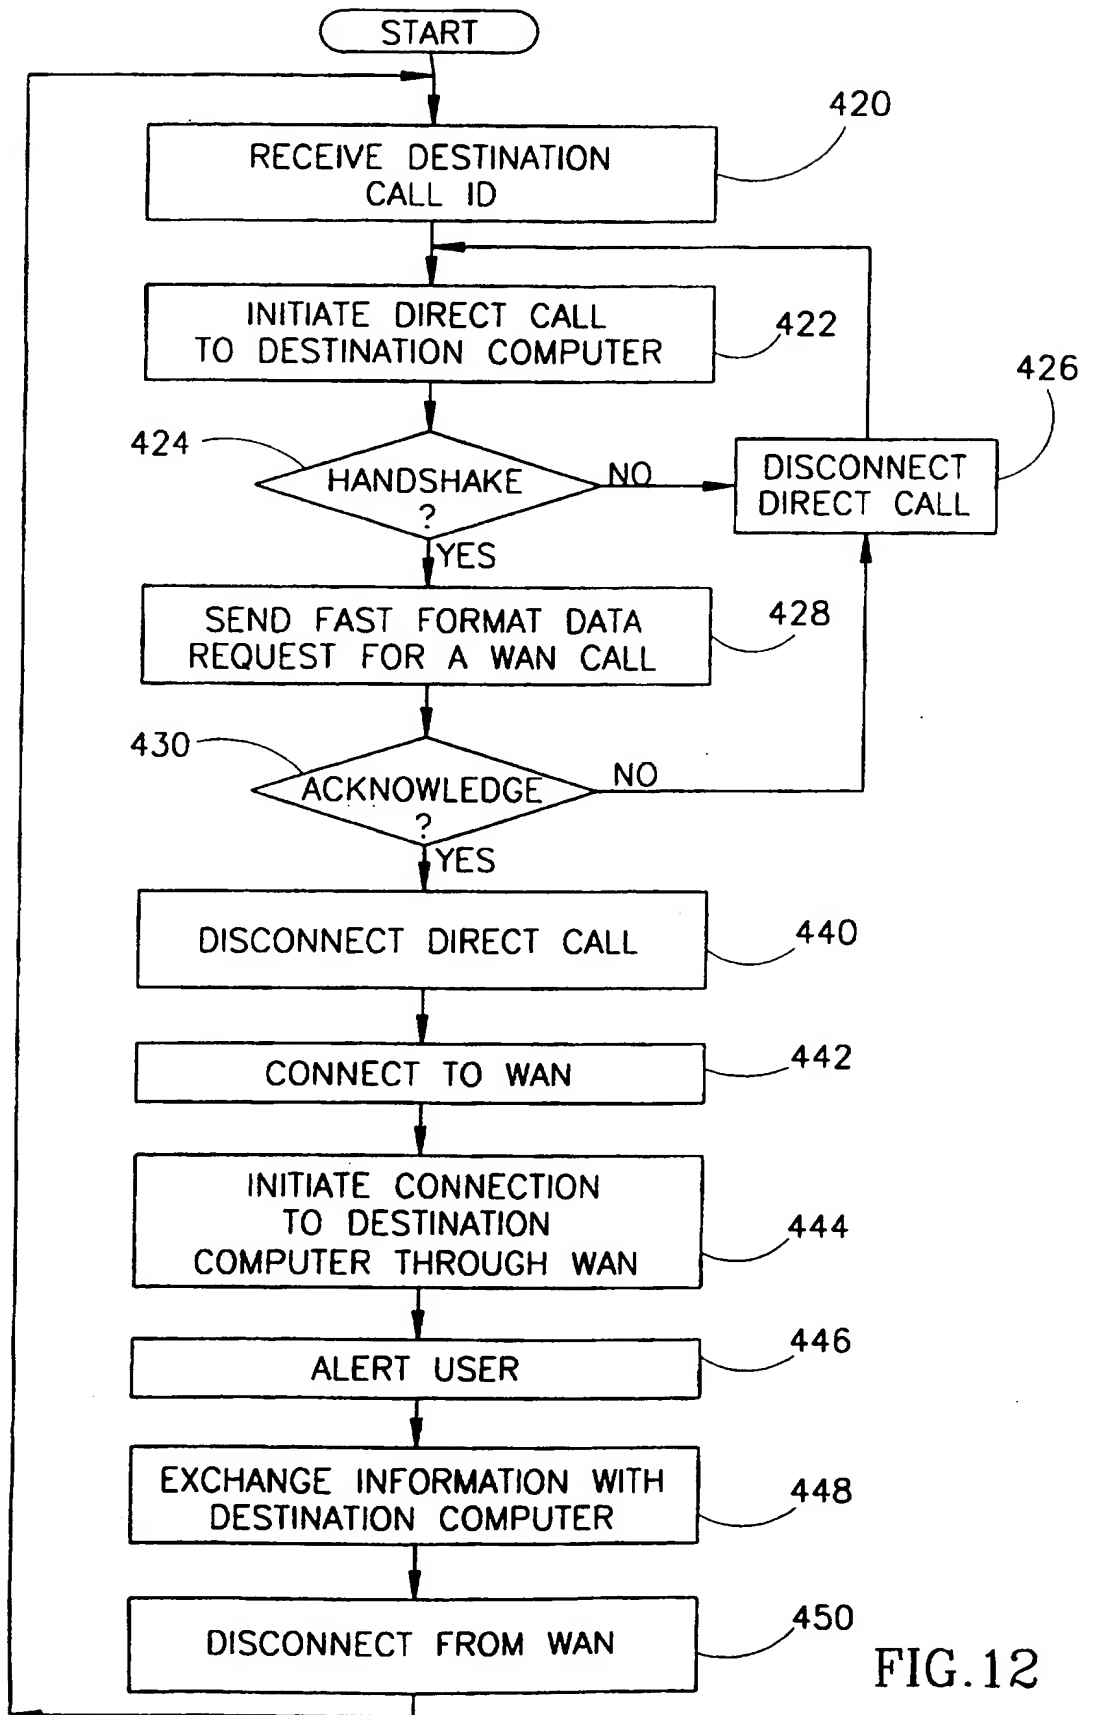 START
420
RECEIVE DESTINATION
CALL ID
INITIATE DIRECT CALL
TO DESTINATION COMPUTER
422
426
424
HANDSHAKE
?
NO
DISCONNECT
DIRECT CALL
YES
SEND FAST FORMAT DATA
REQUEST FOR A WAN CALL
428
430
ACKNOWLEDGE
?
NO
YES
DISCONNECT DIRECT CALL
440
CONNECT TO WAN
442
INITIATE CONNECTION
TO DESTINATION
COMPUTER THROUGH WAN
444
ALERT USER
446
EXCHANGE INFORMATION WITH
DESTINATION COMPUTER
448
DISCONNECT FROM WAN
450
FIG.12